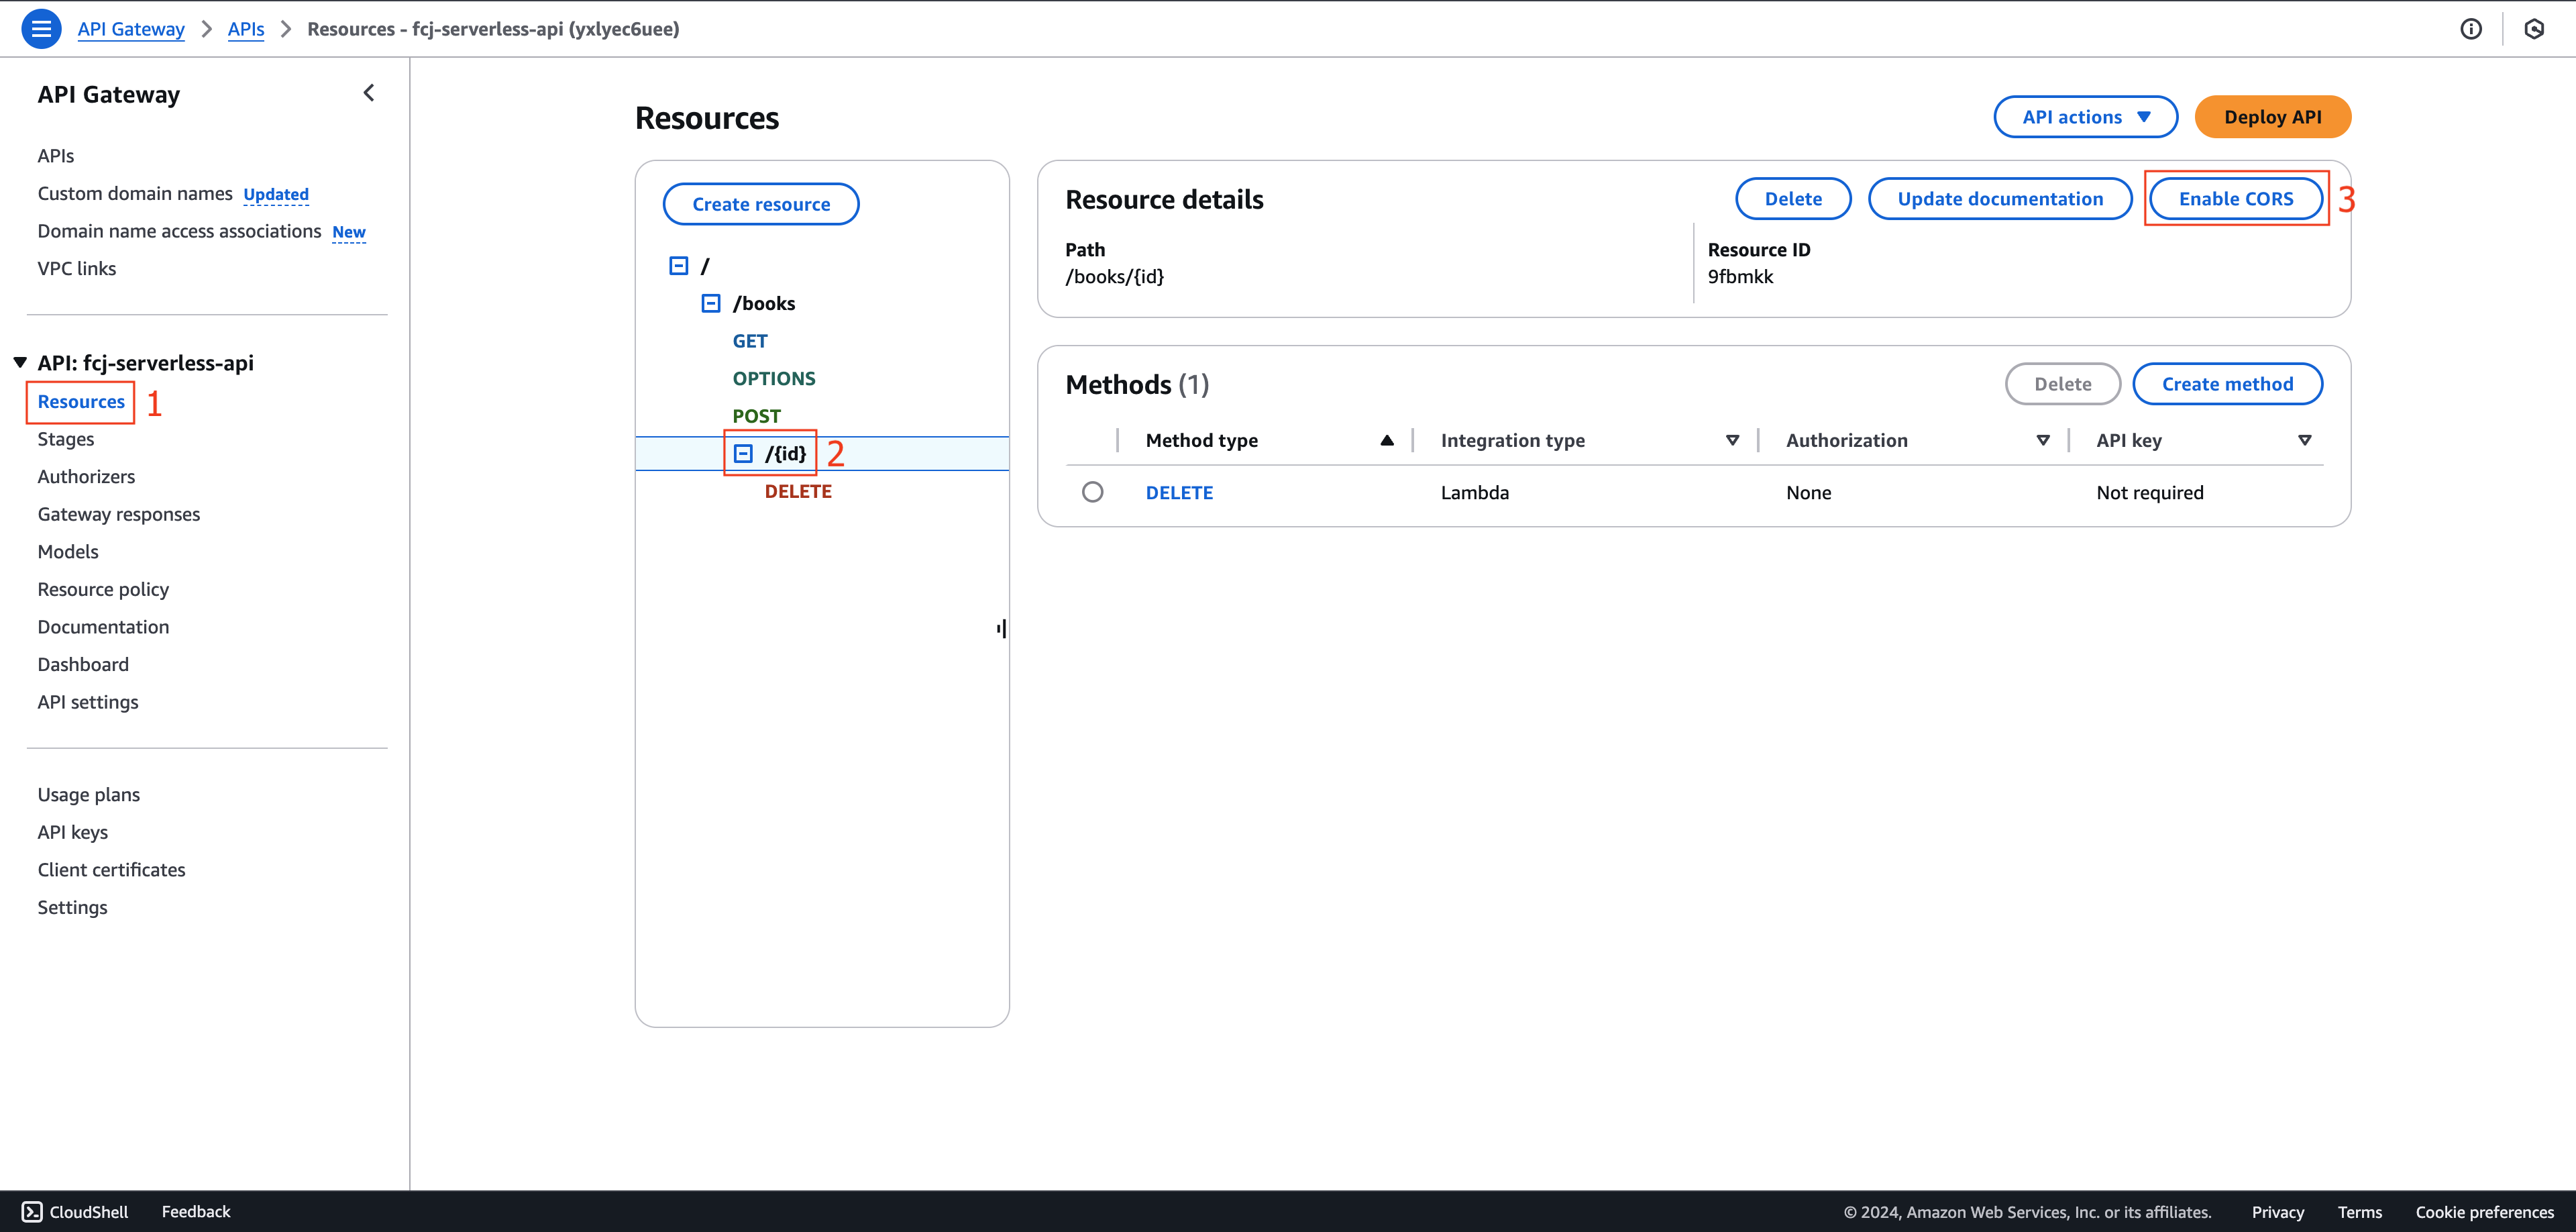 API Gateway > APIs > Resources - fcj-serverless-api (yxlyec6uee)
API Gateway
APIs
Custom domain names Updated
Domain name access associations New
VPC links
API: fcj-serverless-api
Resources 1
Stages
Authorizers
Gateway responses
Models
Resource policy
Documentation
Dashboard
API settings
Usage plans
API keys
Client certificates
Settings
Resources
API actions
Deploy API
Create resource
/
/books
GET
OPTIONS
POST
/{id} 2
DELETE
Resource details
Delete
Update documentation
Enable CORS 3
Path
/books/{id}
Resource ID
9fbmkk
Methods (1)
Delete
Create method
Method type Integration type Authorization API key
DELETE Lambda None Not required
CloudShell Feedback © 2024, Amazon Web Services, Inc. or its affiliates. Privacy Terms Cookie preferences